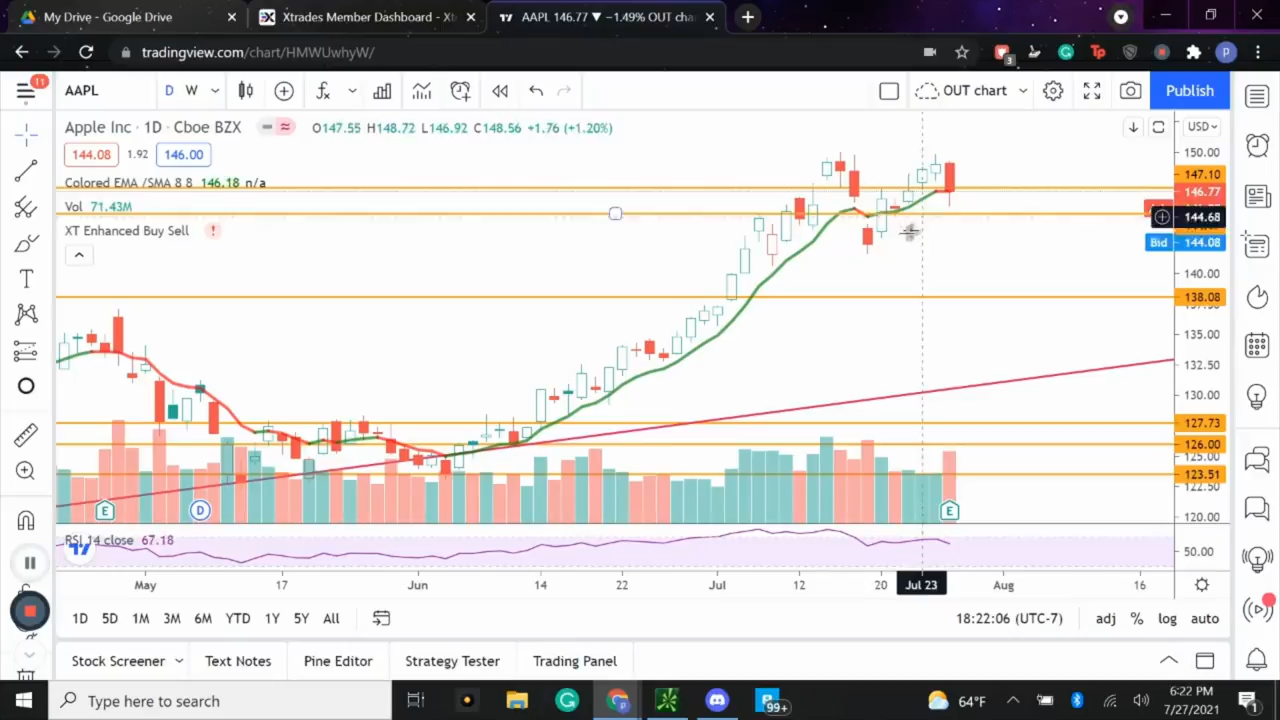 My Drive - Google Drive
Xtrades Member Dashboard - Xt
AAPL 146.77 ▼ −1.49% OUT cha
tradingview.com/chart/HMWUwhyW/
3
Tp
P
11
AAPL
D W
OUT chart
Publish
Apple Inc · 1D · Cboe BZX
O147.55 H148.72 L146.92 C148.56 +1.76 (+1.20%)
USD
144.08 1.92 146.00
150.00
Colored EMA /SMA 8 8 146.18 n/a
147.10
146.77
Vol 71.43M
144.68
XT Enhanced Buy Sell !
Bid 144.08
140.00
138.08
135.00
132.50
130.00
127.73
126.00
125.00
123.51
122.50
E
D
E
120.00
RSI 14 close 67.18
50.00
May 17 Jun 14 22 Jul 12 20 Jul 23 Aug 16
1D 5D 1M 3M 6M YTD 1Y 5Y All
18:22:06 (UTC-7)
adj % log auto
Stock Screener Text Notes Pine Editor Strategy Tester Trading Panel
Type here to search
99+
64°F
6:22 PM
7/27/2021
1